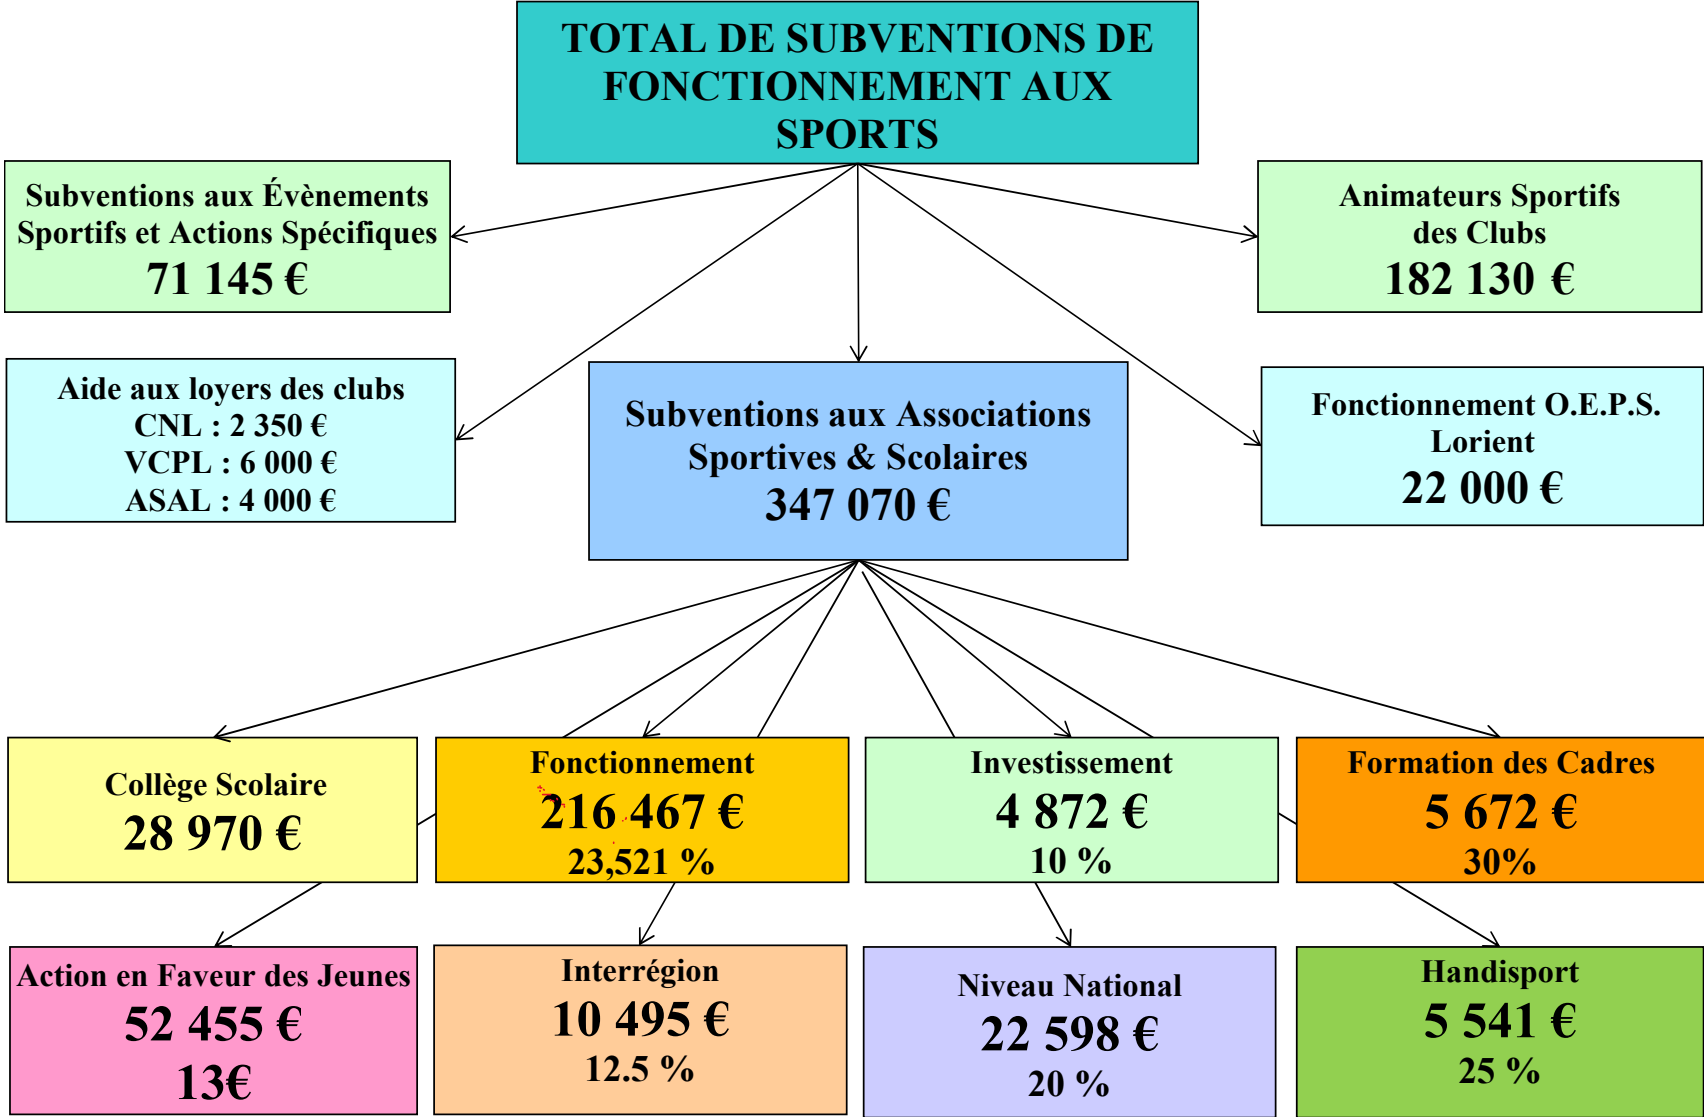 TOTAL DE SUBVENTIONS DE
FONCTIONNEMENT AUX
SPORTS
Subventions aux Évènements
Sportifs et Actions Spécifiques
71 145 €
Animateurs Sportifs
des Clubs
182 130 €
Aide aux loyers des clubs
CNL : 2 350 €
VCPL : 6 000 €
ASAL : 4 000 €
Subventions aux Associations
Sportives & Scolaires
347 070 €
Fonctionnement O.E.P.S.
Lorient
22 000 €
Collège Scolaire
28 970 €
Fonctionnement
216 467 €
23,521 %
Investissement
4 872 €
10 %
Formation des Cadres
5 672 €
30%
Action en Faveur des Jeunes
52 455 €
13€
Interrégion
10 495 €
12.5 %
Niveau National
22 598 €
20 %
Handisport
5 541 €
25 %